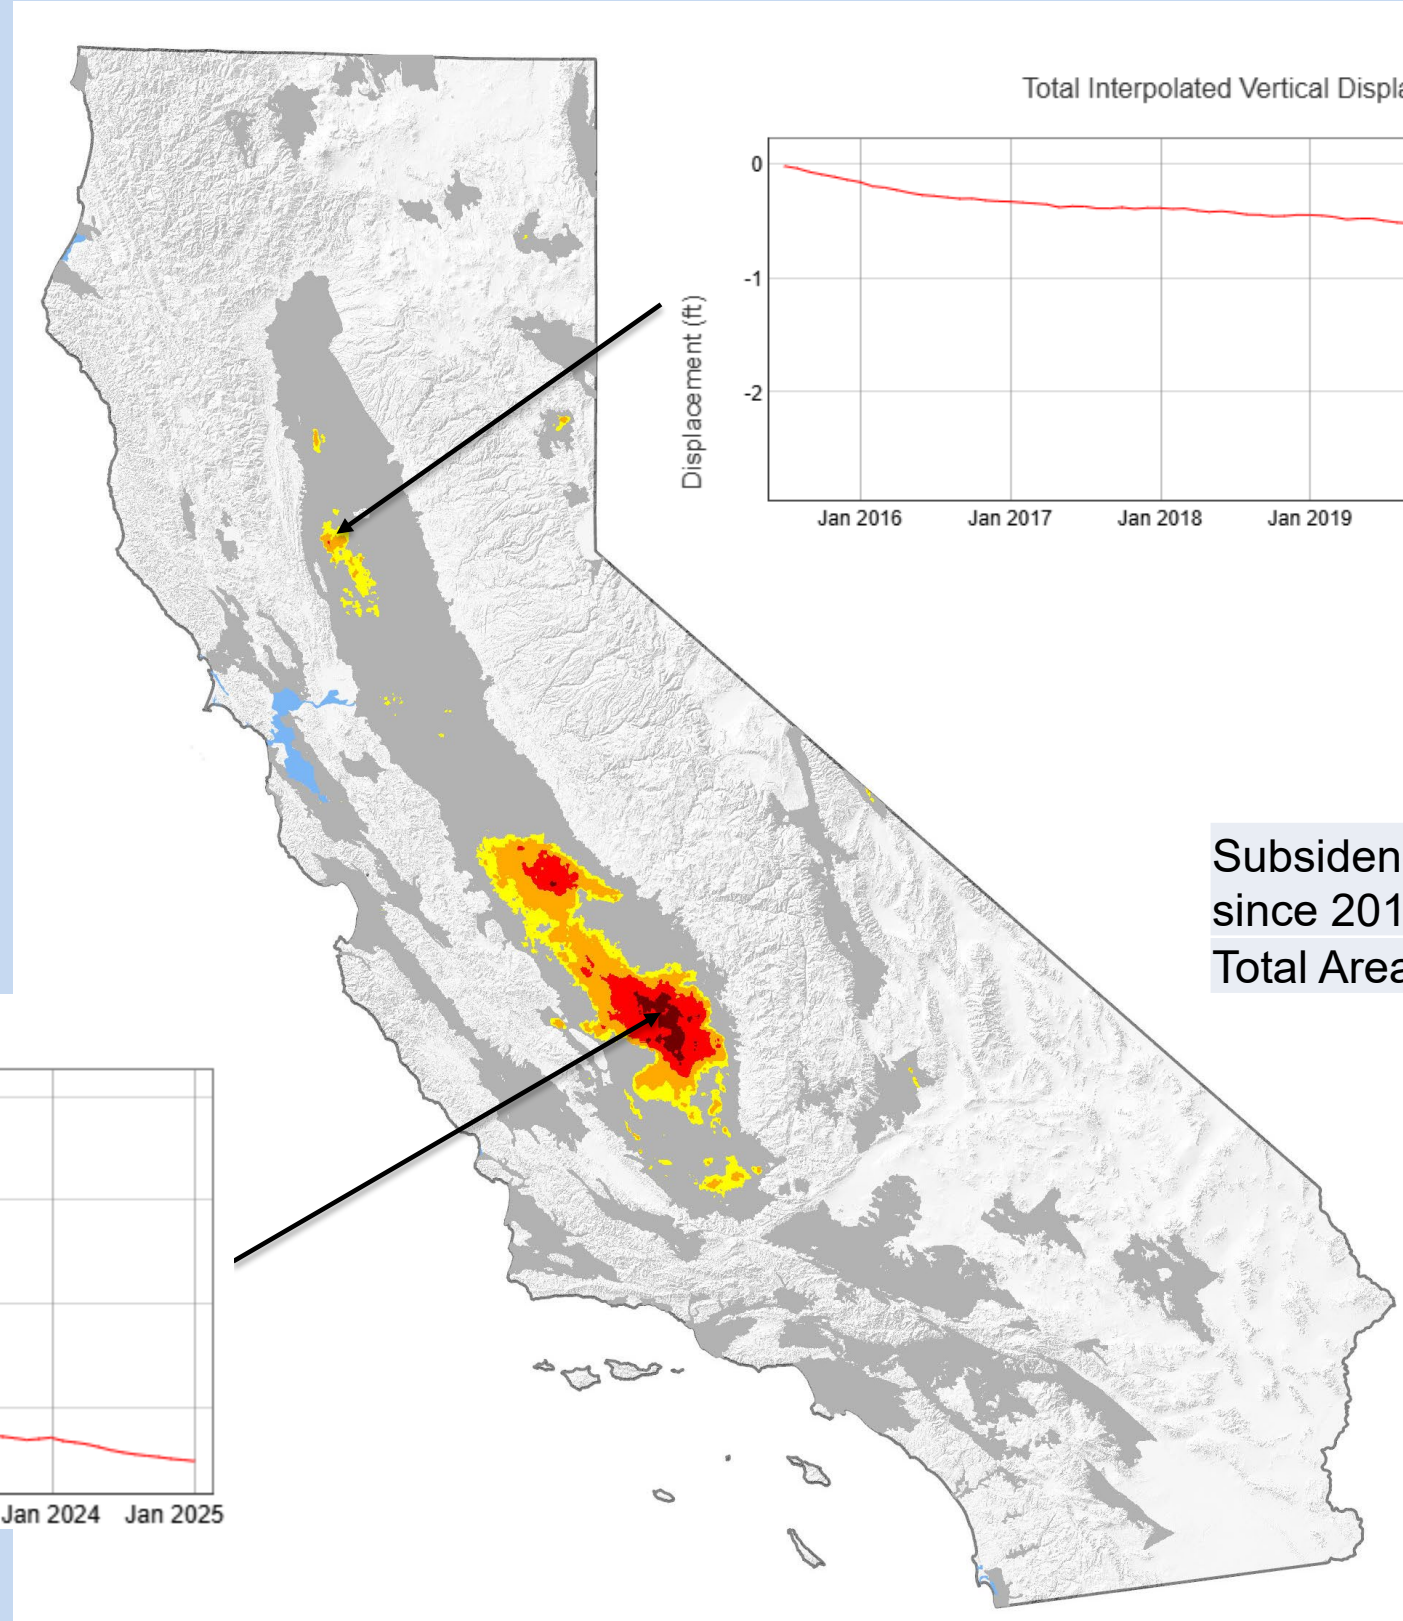 Total Interpolated Vertical Displa
0
-1
-2
Displacement (ft)
Jan 2016 Jan 2017 Jan 2018 Jan 2019
Subsiden
since 201
Total Area
Jan 2024 Jan 2025